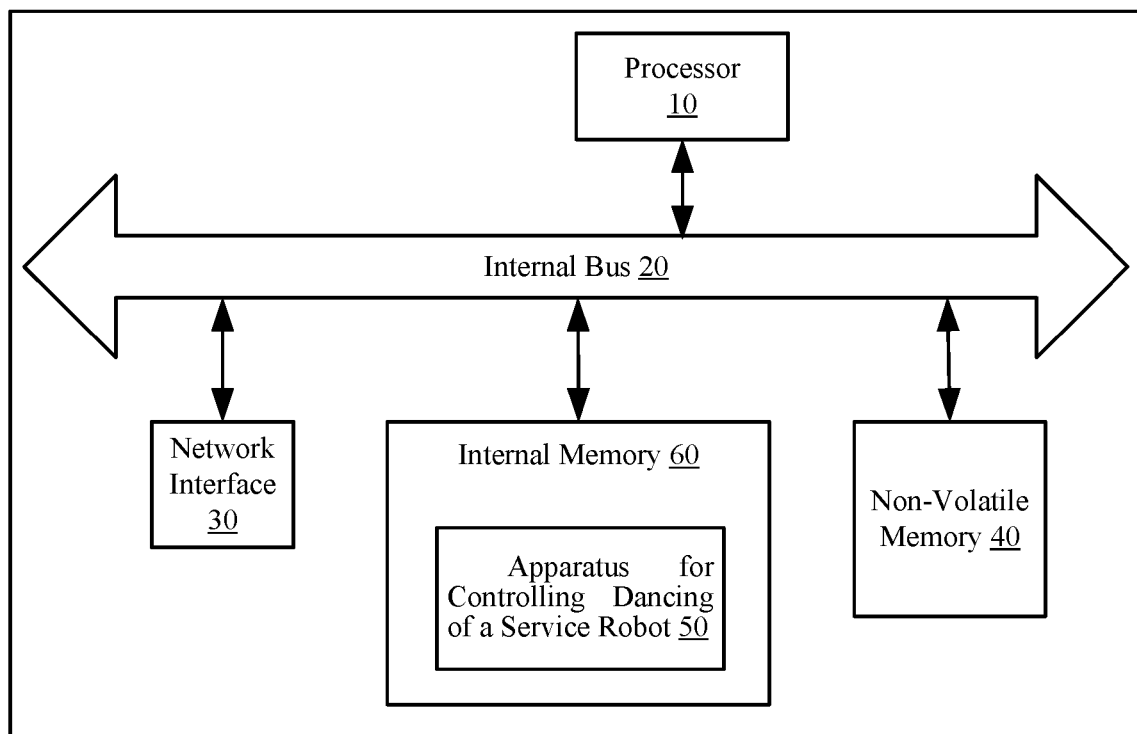 Processor
10
Internal Bus 20
Network
Interface
30
Internal Memory 60
Apparatus for
Controlling Dancing
of a Service Robot 50
Non-Volatile
Memory 40